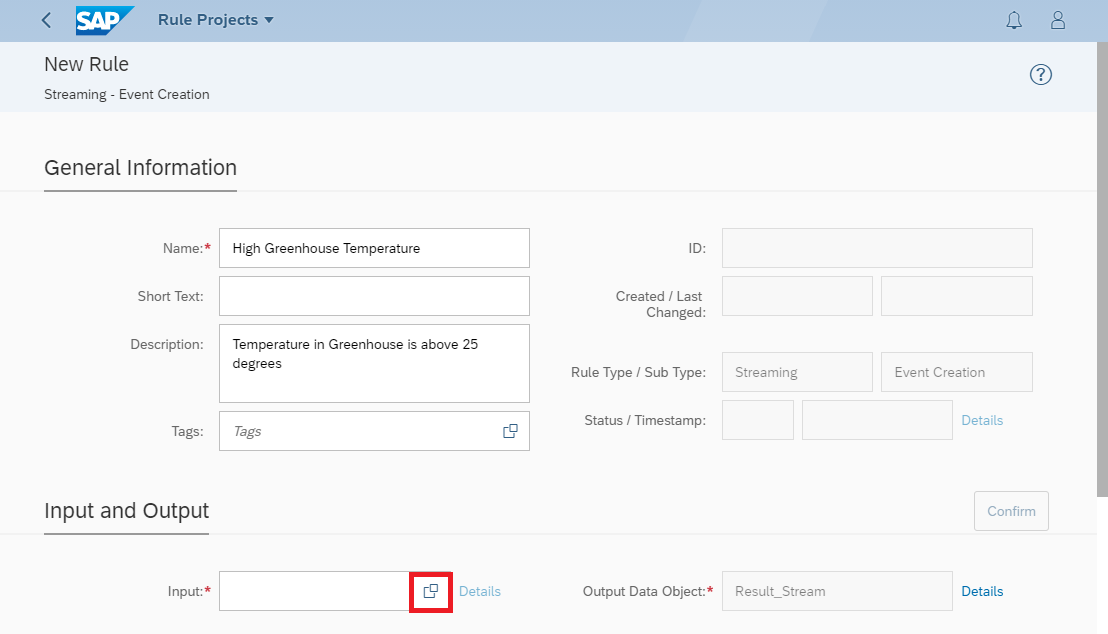 SAP
Rule Projects
New Rule
Streaming - Event Creation
?
General Information
Name:*
High Greenhouse Temperature
ID:
Short Text:
Created / Last
Changed:
Description:
Temperature in Greenhouse is above 25
degrees
Rule Type / Sub Type:
Streaming
Event Creation
Status / Timestamp:
Details
Tags:
Tags
Input and Output
Confirm
Input:*
Details
Output Data Object:*
Result_Stream
Details